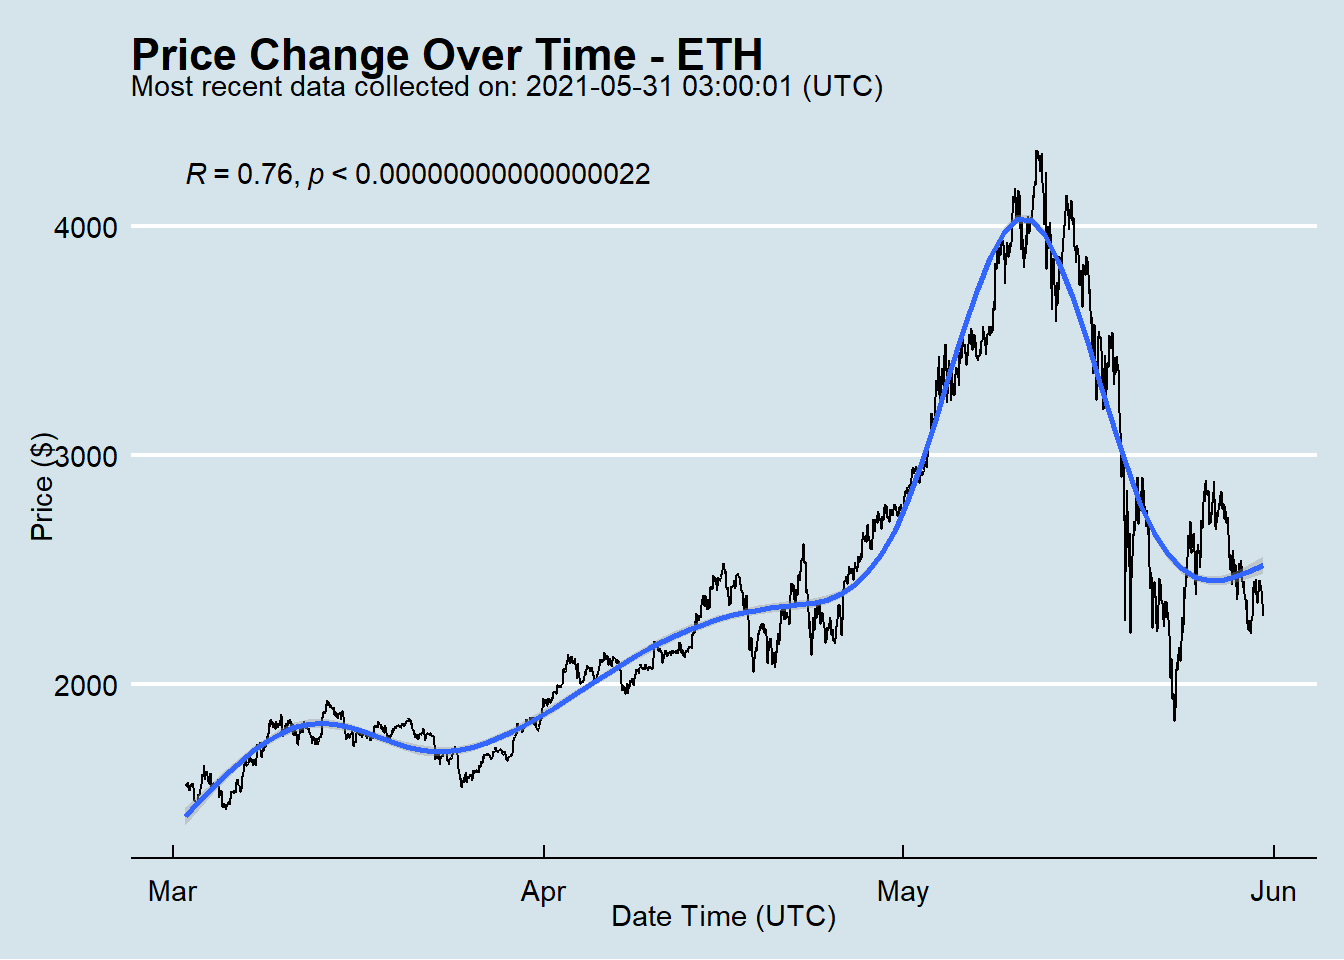 Price Change Over Time - ETH
Most recent data collected on: 2021-05-31 03:00:01 (UTC)
R = 0.76, p < 0.00000000000000022
4000
3000
2000
Price ($)
Mar
Apr
May
Jun
Date Time (UTC)